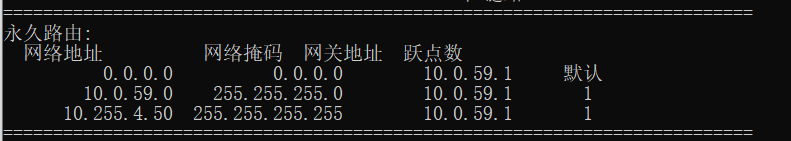 ===========================================================================
永久路由:
  网络地址          网络掩码  网关地址  跃点数
          0.0.0.0          0.0.0.0        10.0.59.1     默认
        10.0.59.0    255.255.255.0        10.0.59.1       1
      10.255.4.50  255.255.255.255        10.0.59.1       1
===========================================================================